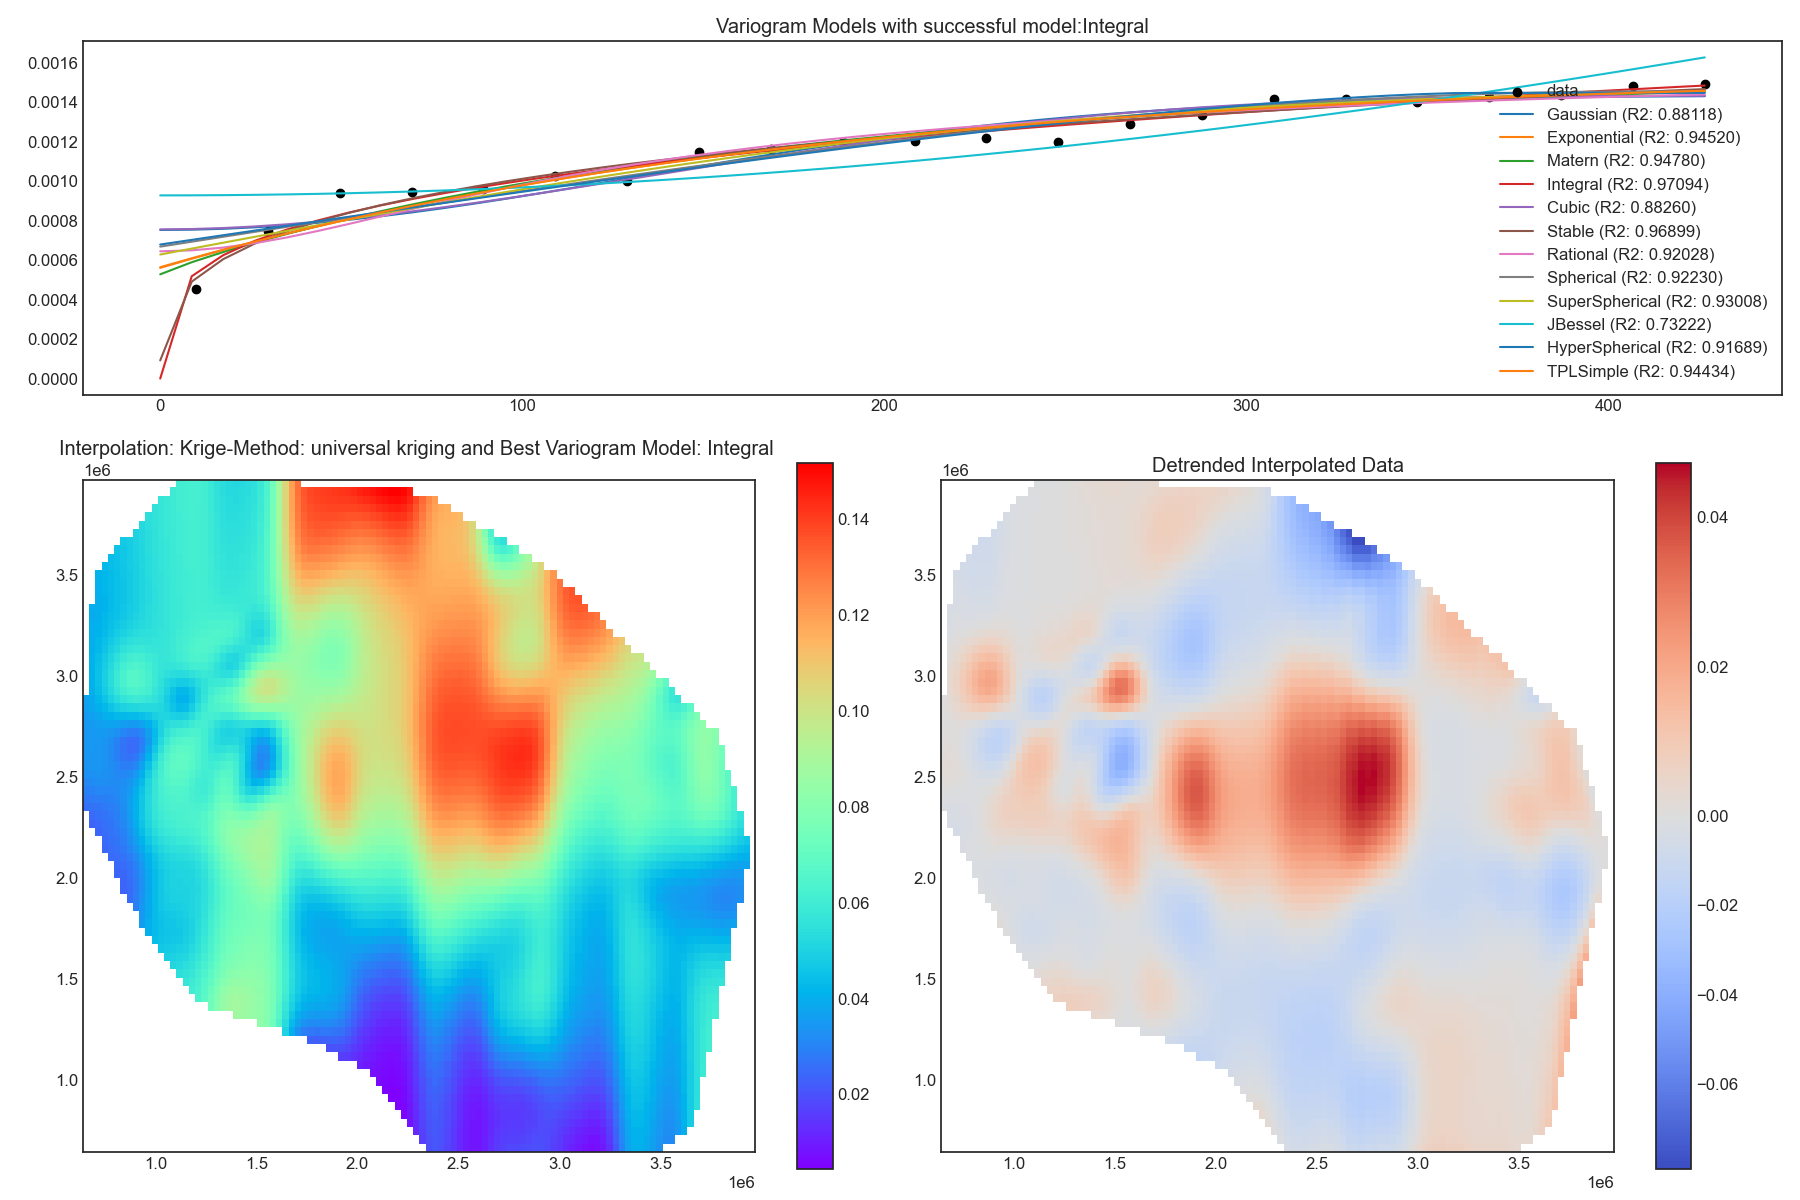 Variogram Models with successful model:Integral
0.0016
0.0014
0.0012
0.0010
0.0008
0.0006
0.0004
0.0002
0.0000
0 100 200 300 400
data
Gaussian (R2: 0.88118)
Exponential (R2: 0.94520)
Matern (R2: 0.94780)
Integral (R2: 0.97094)
Cubic (R2: 0.88260)
Stable (R2: 0.96899)
Rational (R2: 0.92028)
Spherical (R2: 0.92230)
SuperSpherical (R2: 0.93008)
JBessel (R2: 0.73222)
HyperSpherical (R2: 0.91689)
TPLSimple (R2: 0.94434)
Interpolation: Krige-Method: universal kriging and Best Variogram Model: Integral
1e6
3.5
3.0
2.5
2.0
1.5
1.0
1.0 1.5 2.0 2.5 3.0 3.5
1e6
0.14
0.12
0.10
0.08
0.06
0.04
0.02
Detrended Interpolated Data
1e6
3.5
3.0
2.5
2.0
1.5
1.0
1.0 1.5 2.0 2.5 3.0 3.5
1e6
0.04
0.02
0.00
−0.02
−0.04
−0.06